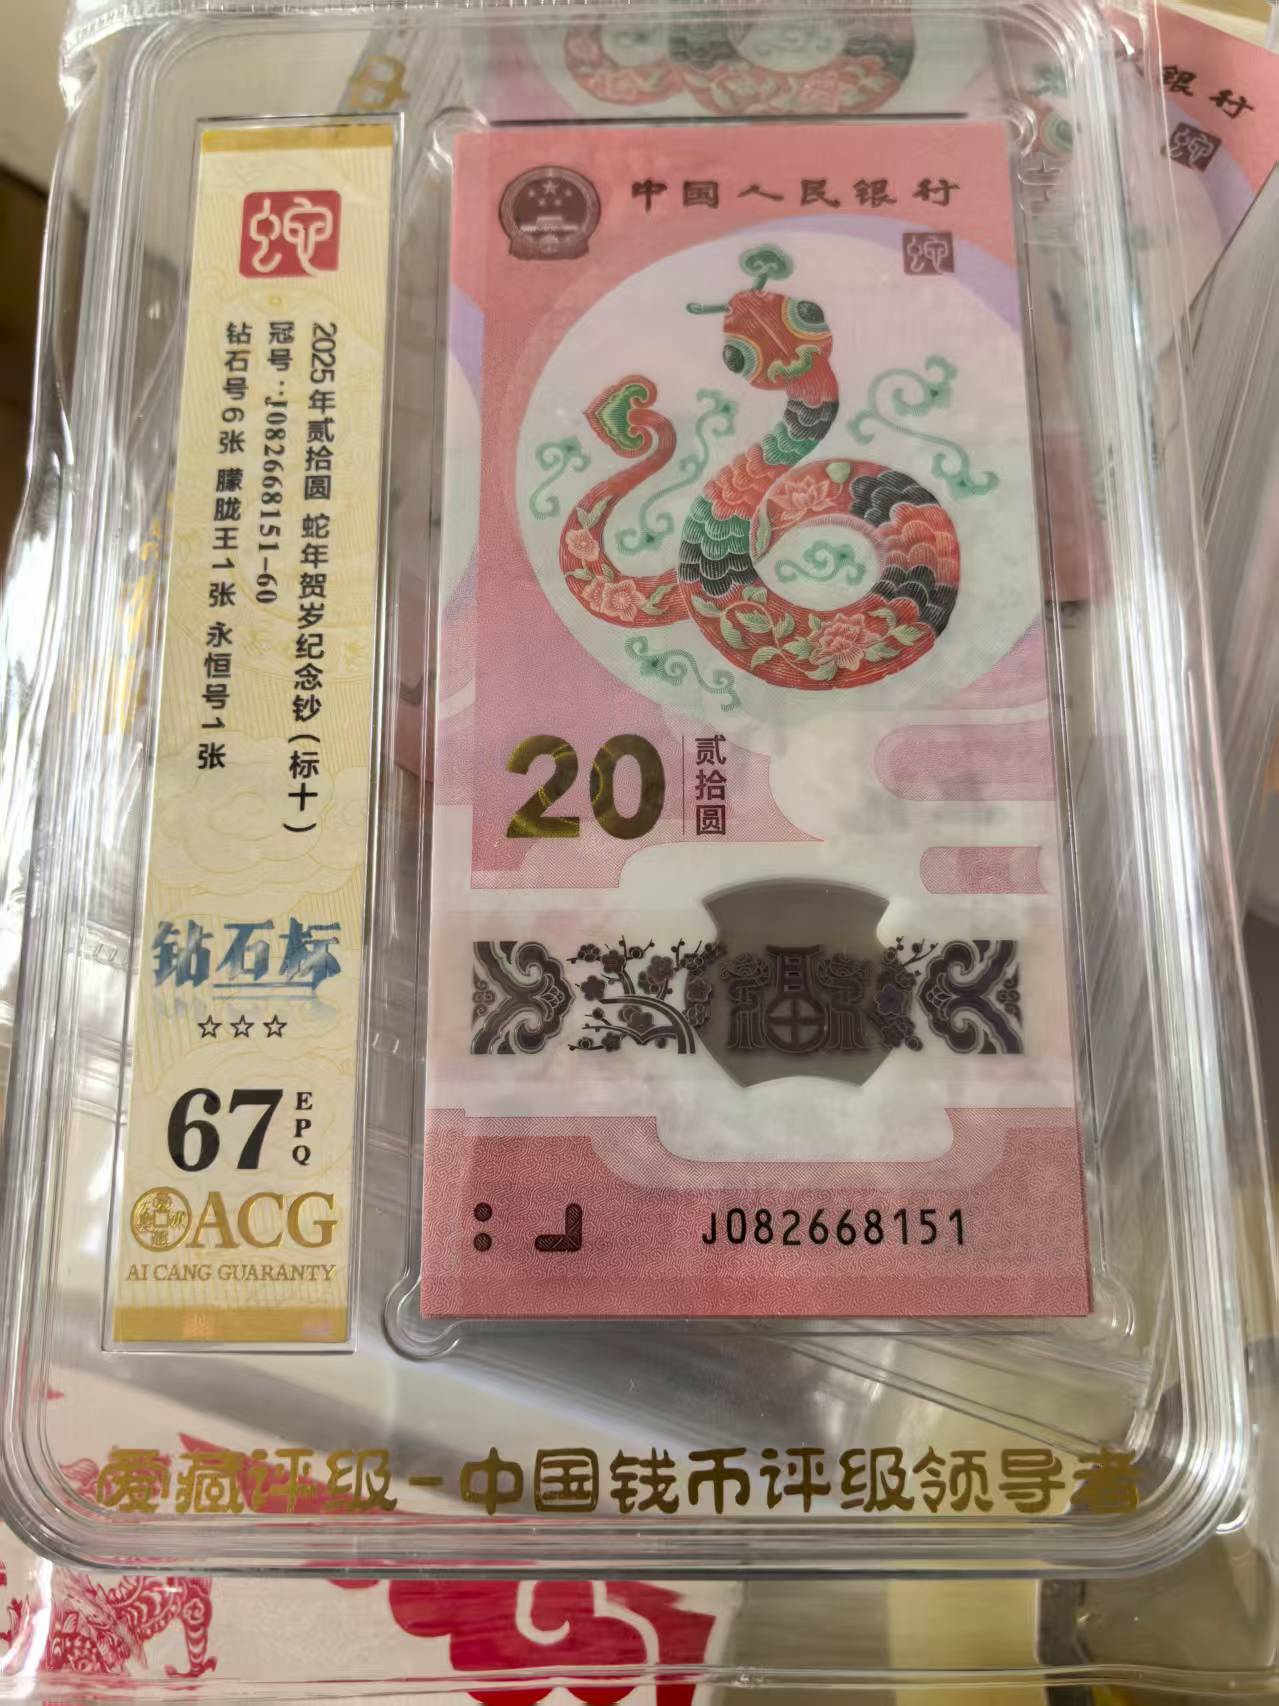 蛇
2025年贰拾圆 蛇年贺岁纪念钞(标十)
冠号:J082668151-60
钻石号6张 朦胧王1张 永恒号1张
钻石标
☆☆☆
67
EPQ
ACG
AI CANG GUARANTY
中国人民银行
蛇
20
贰拾圆
J082668151
爱藏评级-中国钱币评级领导者
银行
蛇